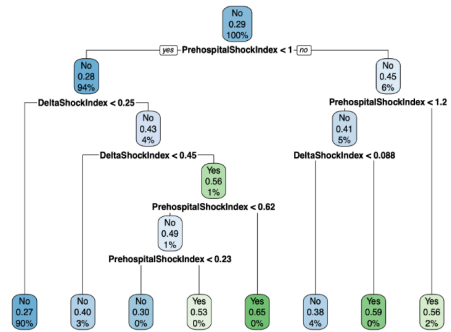 No
0.29
100%
yes PrehospitalShockIndex < 1 no
No
0.28
94%
No
0.45
6%
DeltaShockIndex < 0.25
PrehospitalShockIndex < 1.2
No
0.43
4%
No
0.41
5%
DeltaShockIndex < 0.45
DeltaShockIndex < 0.088
Yes
0.56
1%
PrehospitalShockIndex < 0.62
No
0.49
1%
PrehospitalShockIndex < 0.23
No
0.27
90%
No
0.40
3%
No
0.30
0%
Yes
0.53
0%
Yes
0.65
0%
No
0.38
4%
Yes
0.59
0%
Yes
0.56
2%